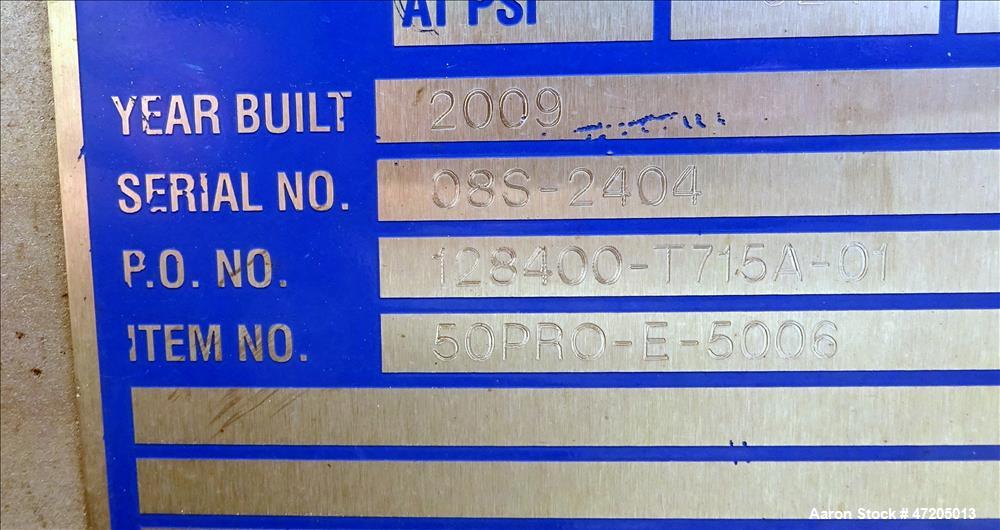 AT PSI
YEAR BUILT 2009
SERIAL NO. 08S-2404
P.O. NO. 128400-T715A-01
ITEM NO. 50PRO-E-5006
Aaron Stock # 47205013